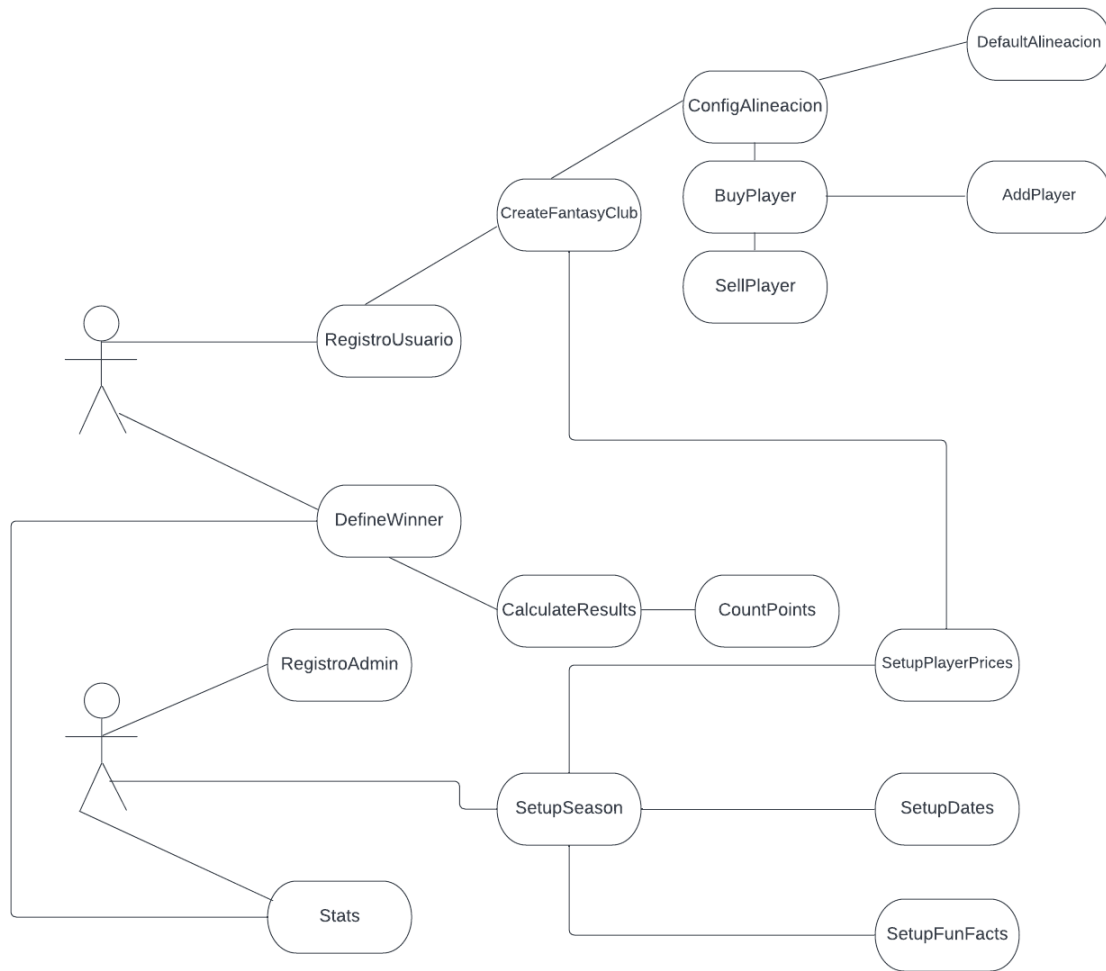 DefaultAlineacion
ConfigAlineacion
BuyPlayer
AddPlayer
CreateFantasyClub
SellPlayer
RegistroUsuario
DefineWinner
CalculateResults
CountPoints
RegistroAdmin
SetupPlayerPrices
SetupSeason
SetupDates
Stats
SetupFunFacts